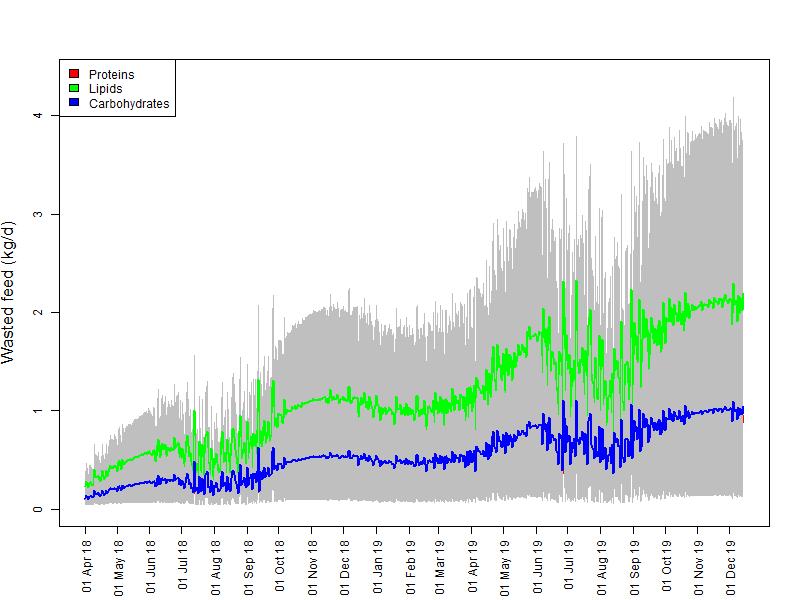 Proteins
Lipids
Carbohydrates
Wasted feed (kg/d)
4
3
2
1
0
01 Apr 18
01 May 18
01 Jun 18
01 Jul 18
01 Aug 18
01 Sep 18
01 Oct 18
01 Nov 18
01 Dec 18
01 Jan 19
01 Feb 19
01 Mar 19
01 Apr 19
01 May 19
01 Jun 19
01 Jul 19
01 Aug 19
01 Sep 19
01 Oct 19
01 Nov 19
01 Dec 19